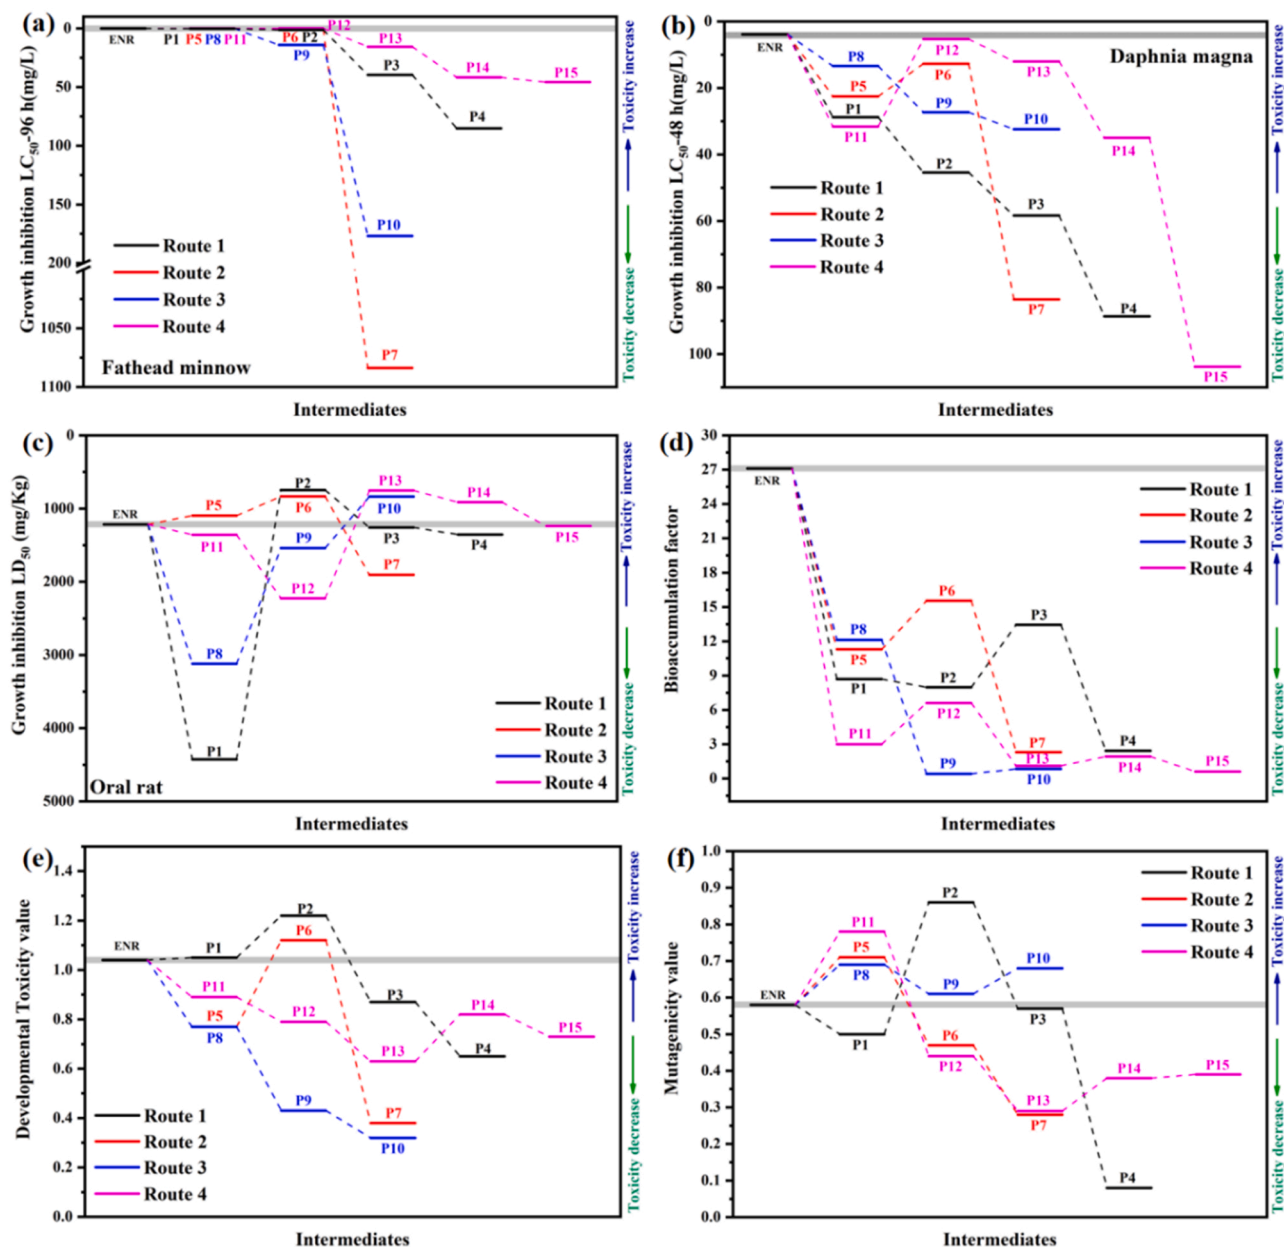 (a)
Growth inhibition LC50-96 h(mg/L)
0
50
100
150
200
1050
1100
ENR
P1
P5
P8
P11
P6
P2
P9
P12
P13
P3
P14
P15
P4
P10
P7
Route 1
Route 2
Route 3
Route 4
Fathead minnow
Intermediates
Toxicity increase
Toxicity decrease
(b)
Growth inhibition LC50-48 h(mg/L)
0
20
40
60
80
100
ENR
Daphnia magna
P8
P5
P1
P11
P12
P6
P9
P2
P13
P10
P3
P7
P14
P4
P15
Route 1
Route 2
Route 3
Route 4
Intermediates
Toxicity increase
Toxicity decrease
(c)
Growth inhibition LD50 (mg/Kg)
0
1000
2000
3000
4000
5000
ENR
P5
P11
P8
P1
P2
P6
P9
P12
P13
P10
P3
P7
P14
P4
P15
Route 1
Route 2
Route 3
Route 4
Oral rat
Intermediates
Toxicity increase
Toxicity decrease
(d)
Bioaccumulation factor
30
27
24
21
18
15
12
9
6
3
0
ENR
Route 1
Route 2
Route 3
Route 4
P8
P5
P1
P11
P6
P2
P12
P9
P3
P7
P13
P10
P4
P14
P15
Intermediates
Toxicity increase
Toxicity decrease
(e)
Developmental Toxicity value
1.4
1.2
1.0
0.8
0.6
0.4
0.2
0.0
ENR
P1
P11
P5
P8
P2
P6
P12
P9
P3
P13
P7
P10
P14
P4
P15
Route 1
Route 2
Route 3
Route 4
Intermediates
Toxicity increase
Toxicity decrease
(f)
Mutagenicity value
1.0
0.9
0.8
0.7
0.6
0.5
0.4
0.3
0.2
0.1
0.0
ENR
P11
P5
P8
P1
P2
P9
P6
P12
P10
P3
P13
P7
P14
P4
P15
Route 1
Route 2
Route 3
Route 4
Intermediates
Toxicity increase
Toxicity decrease